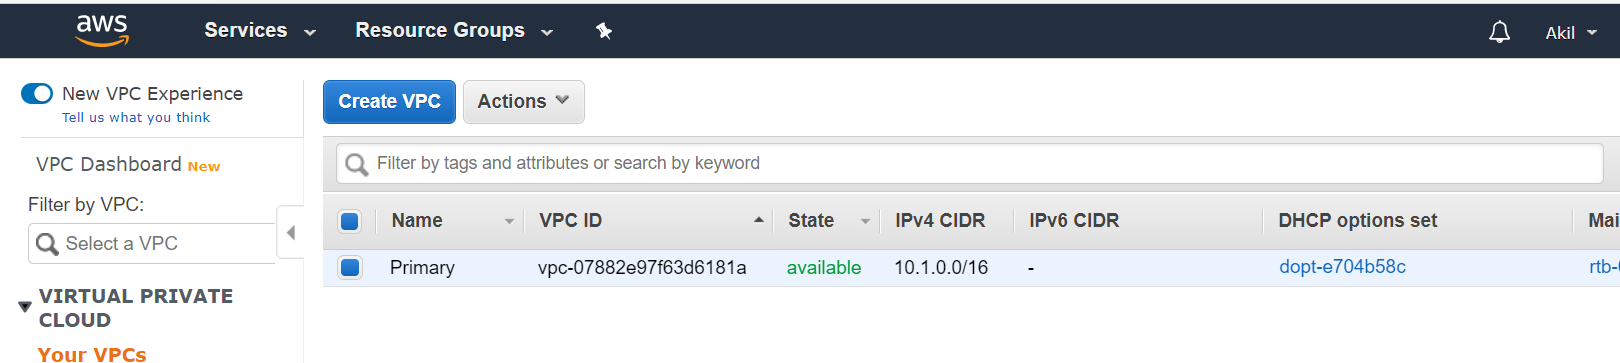 aws Services Resource Groups Akil
New VPC Experience
Tell us what you think
VPC Dashboard New
Filter by VPC:
Select a VPC
VIRTUAL PRIVATE
CLOUD
Your VPCs
Create VPC Actions
Filter by tags and attributes or search by keyword
Name VPC ID State IPv4 CIDR IPv6 CIDR DHCP options set Mai
Primary vpc-07882e97f63d6181a available 10.1.0.0/16 - dopt-e704b58c rtb-